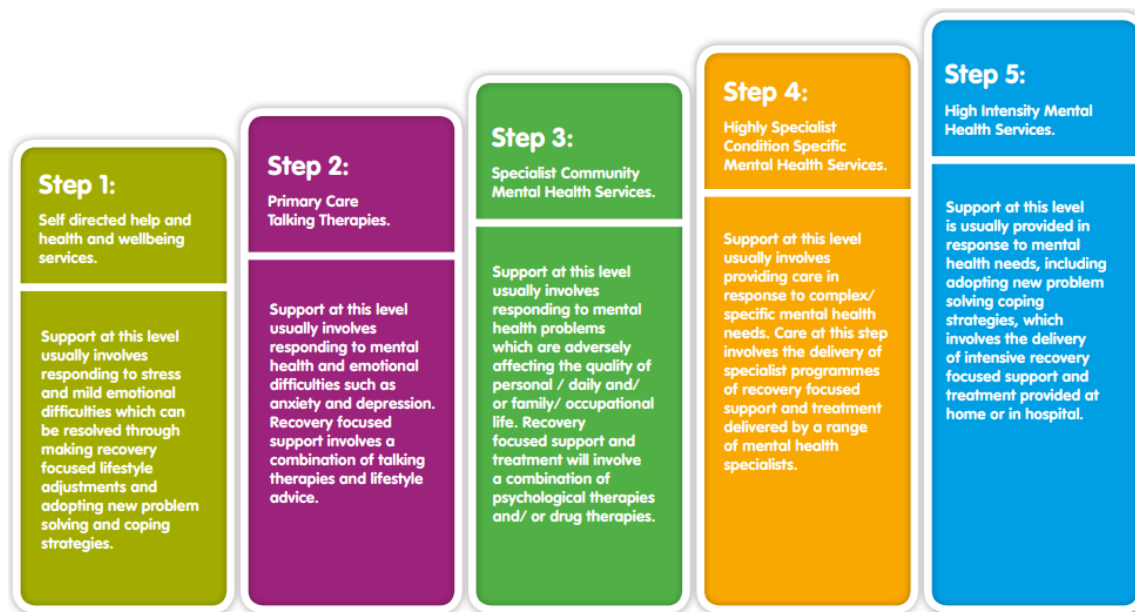 Step 1:
Self directed help and
health and wellbeing
services.
Support at this level
usually involves
responding to stress
and mild emotional
difficulties which can
be resolved through
making recovery
focused lifestyle
adjustments and
adopting new problem
solving and coping
strategies.
Step 2:
Primary Care
Talking Therapies.
Support at this level
usually involves
responding to mental
health and emotional
difficulties such as
anxiety and depression.
Recovery focused
support involves a
combination of talking
therapies and lifestyle
advice.
Step 3:
Specialist Community
Mental Health Services.
Support at this level
usually involves
responding to mental
health problems
which are adversely
affecting the quality of
personal / daily and/
or family/ occupational
life. Recovery
focused support and
treatment will involve
a combination of
psychological therapies
and/ or drug therapies.
Step 4:
Highly Specialist
Condition Specific
Mental Health Services.
Support at this level
usually involves
providing care in
response to complex/
specific mental health
needs. Care at this step
involves the delivery of
specialist programmes
of recovery focused
support and treatment
delivered by a range
of mental health
specialists.
Step 5:
High Intensity Mental
Health Services.
Support at this level
is usually provided in
response to mental
health needs, including
adopting new problem
solving coping
strategies, which
involves the delivery
of intensive recovery
focused support and
treatment provided at
home or in hospital.